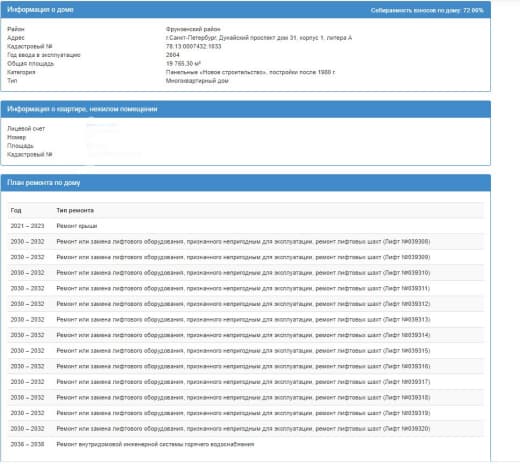 Информация о доме Собираемость взносов по дому: 72.06%
Район Фрунзенский район
Адрес г.Санкт-Петербург, Дунайский проспект дом 31, корпус 1, литера А
Кадастровый № 78:13:0007432:1033
Год ввода в эксплуатацию 2004
Общая площадь 19 765,30 м²
Категория Панельные «Новое строительство», постройки после 1980 г.
Тип Многоквартирный дом
Информация о квартире, нежилом помещении
Лицевой счет
Номер
Площадь
Кадастровый №
План ремонта по дому
Год Тип ремонта
2021 – 2023 Ремонт крыши
2030 – 2032 Ремонт или замена лифтового оборудования, признанного непригодным для эксплуатации, ремонт лифтовых шахт (Лифт №039308)
2030 – 2032 Ремонт или замена лифтового оборудования, признанного непригодным для эксплуатации, ремонт лифтовых шахт (Лифт №039309)
2030 – 2032 Ремонт или замена лифтового оборудования, признанного непригодным для эксплуатации, ремонт лифтовых шахт (Лифт №039310)
2030 – 2032 Ремонт или замена лифтового оборудования, признанного непригодным для эксплуатации, ремонт лифтовых шахт (Лифт №039311)
2030 – 2032 Ремонт или замена лифтового оборудования, признанного непригодным для эксплуатации, ремонт лифтовых шахт (Лифт №039312)
2030 – 2032 Ремонт или замена лифтового оборудования, признанного непригодным для эксплуатации, ремонт лифтовых шахт (Лифт №039313)
2030 – 2032 Ремонт или замена лифтового оборудования, признанного непригодным для эксплуатации, ремонт лифтовых шахт (Лифт №039314)
2030 – 2032 Ремонт или замена лифтового оборудования, признанного непригодным для эксплуатации, ремонт лифтовых шахт (Лифт №039315)
2030 – 2032 Ремонт или замена лифтового оборудования, признанного непригодным для эксплуатации, ремонт лифтовых шахт (Лифт №039316)
2030 – 2032 Ремонт или замена лифтового оборудования, признанного непригодным для эксплуатации, ремонт лифтовых шахт (Лифт №039317)
2030 – 2032 Ремонт или замена лифтового оборудования, признанного непригодным для эксплуатации, ремонт лифтовых шахт (Лифт №039318)
2030 – 2032 Ремонт или замена лифтового оборудования, признанного непригодным для эксплуатации, ремонт лифтовых шахт (Лифт №039319)
2030 – 2032 Ремонт или замена лифтового оборудования, признанного непригодным для эксплуатации, ремонт лифтовых шахт (Лифт №039320)
2036 – 2038 Ремонт внутридомовой инженерной системы горячего водоснабжения